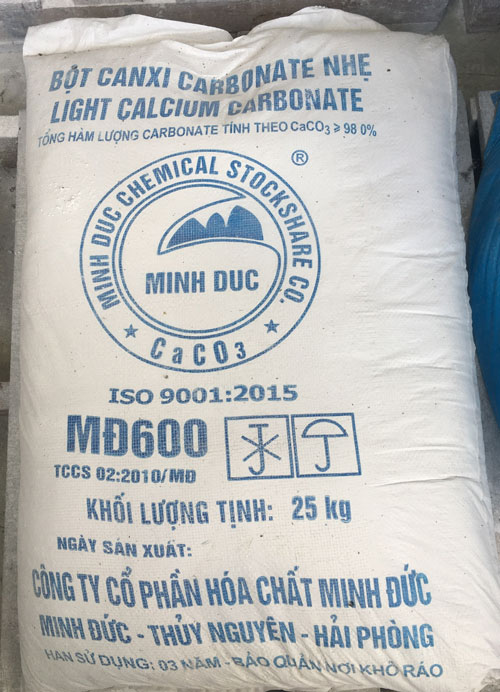 BỘT CANXI CARBONATE NHẸ
LIGHT CALCIUM CARBONATE
TỔNG HÀM LƯỢNG CARBONATE TÍNH THEO CaCO3 ≥ 98 0%
®
MINH DUC CHEMICAL STOCKSHARE CO.
MINH DUC
★ CaCO3 ★
ISO 9001:2015
MĐ600
TCCS 02:2010/MĐ
KHỐI LƯỢNG TỊNH: 25 kg
NGÀY SẢN XUẤT:
CÔNG TY CỔ PHẦN HÓA CHẤT MINH ĐỨC
MINH ĐỨC - THỦY NGUYÊN - HẢI PHÒNG
HẠN SỬ DỤNG: 03 NĂM - BẢO QUẢN NƠI KHÔ RÁO